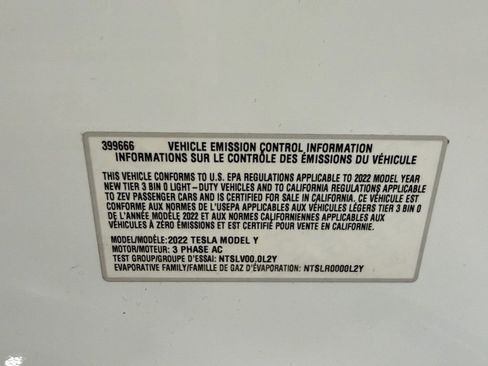 399666 VEHICLE EMISSION CONTROL INFORMATION
INFORMATIONS SUR LE CONTRÔLE DES ÉMISSIONS DU VÉHICULE
THIS VEHICLE CONFORMS TO U.S. EPA REGULATIONS APPLICABLE TO 2022 MODEL YEAR
NEW TIER 3 BIN 0 LIGHT-DUTY VEHICLES AND TO CALIFORNIA REGULATIONS APPLICABLE
TO ZEV PASSENGER CARS AND IS CERTIFIED FOR SALE IN CALIFORNIA. CE VÉHICULE EST
CONFORME AUX NORMES DE L'USEPA APPLICABLES AUX VÉHICULES LÉGERS TIER 3 BIN 0
DE L'ANNÉE MODÈLE 2022 ET AUX NORMES CALIFORNIENNES APPLICABLES AUX
VÉHICULES À ZÉRO ÉMISSIONS ET EST CERTIFIÉ POUR VENTE EN CALIFORNIE.
MODEL/MODÈLE:2022 TESLA MODEL Y
MOTOR/MOTEUR: 3 PHASE AC
TEST GROUP/GROUPE D'ESSAI: NTSLV00.0L2Y
EVAPORATIVE FAMILY/FAMILLE DE GAZ D'ÉVAPORATION: NTSLR0000L2Y